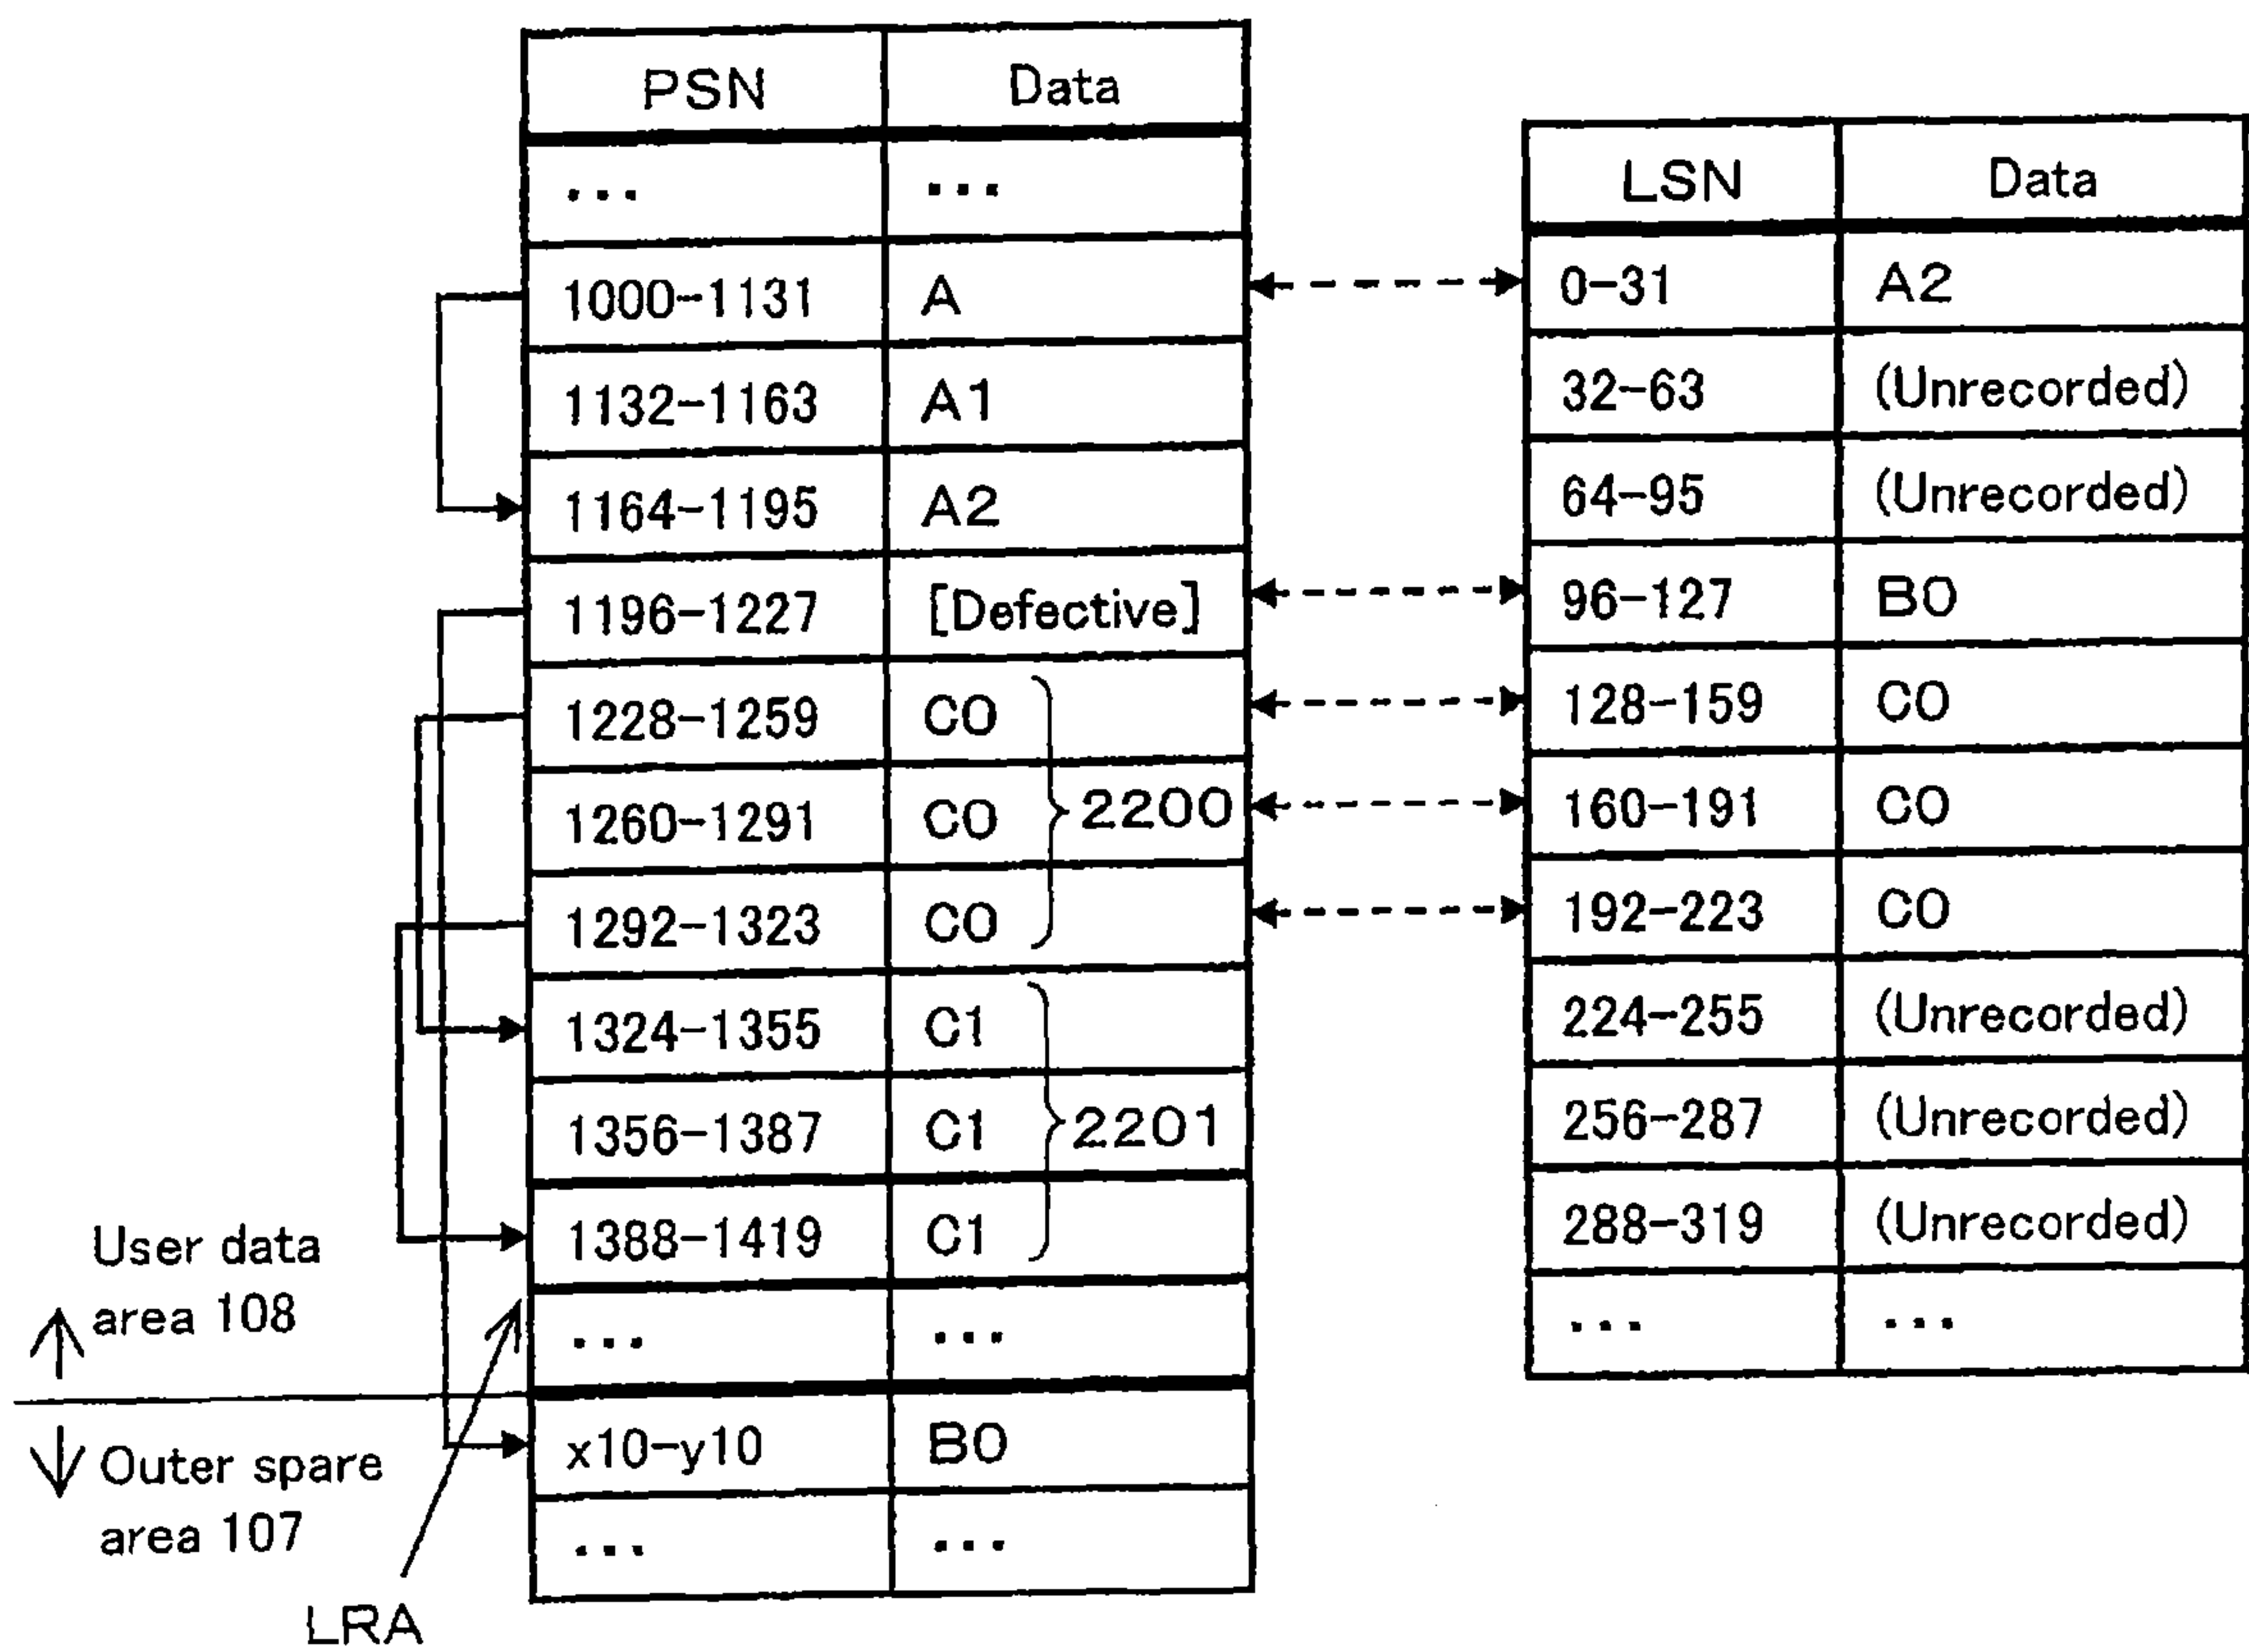 PSN Data
... ...
1000-1131 A
1132-1163 A1
1164-1195 A2
1196-1227 [Defective]
1228-1259 C0
1260-1291 C0 2200
1292-1323 C0
1324-1355 C1
1356-1387 C1 2201
1388-1419 C1
... ...
x10-y10 B0
... ...
User data
area 108
Outer spare
area 107
LRA
LSN Data
0-31 A2
32-63 (Unrecorded)
64-95 (Unrecorded)
96-127 B0
128-159 C0
160-191 C0
192-223 C0
224-255 (Unrecorded)
256-287 (Unrecorded)
288-319 (Unrecorded)
... ...